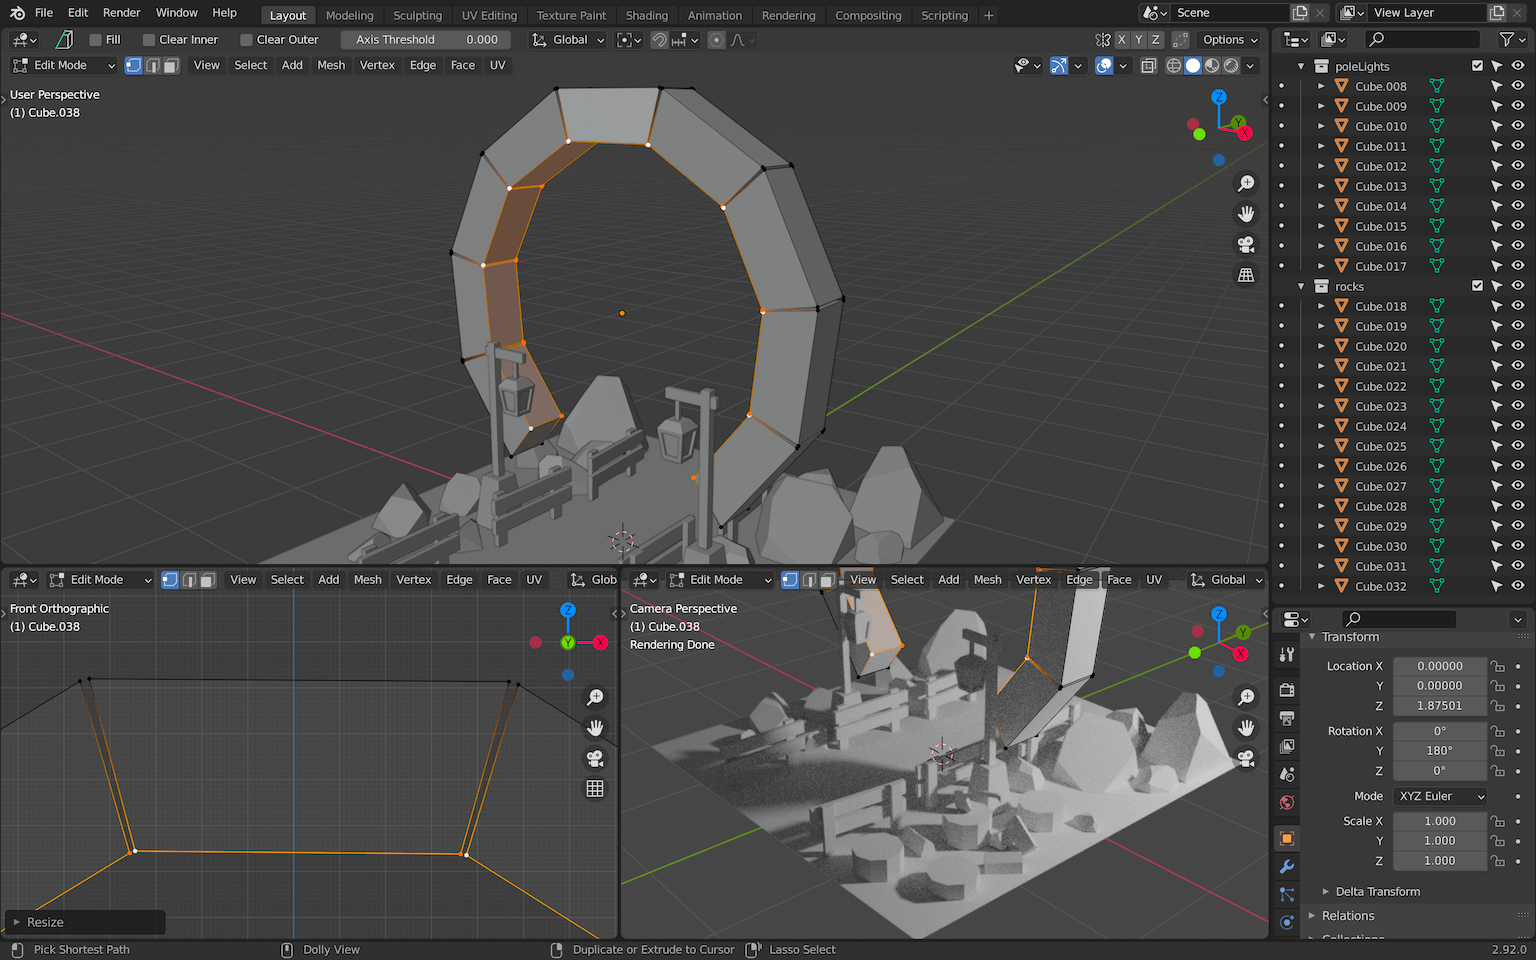 File Edit Render Window Help Layout Modeling Sculpting UV Editing Texture Paint Shading Animation Rendering Compositing Scripting + Scene View Layer
Fill Clear Inner Clear Outer Axis Threshold 0.000 Global X Y Z Options
Edit Mode View Select Add Mesh Vertex Edge Face UV
User Perspective
(1) Cube.038
Z
Y
X
poleLights
Cube.008
Cube.009
Cube.010
Cube.011
Cube.012
Cube.013
Cube.014
Cube.015
Cube.016
Cube.017
rocks
Cube.018
Cube.019
Cube.020
Cube.021
Cube.022
Cube.023
Cube.024
Cube.025
Cube.026
Cube.027
Cube.028
Cube.029
Cube.030
Cube.031
Cube.032
Edit Mode View Select Add Mesh Vertex Edge Face UV Glob
Front Orthographic
(1) Cube.038
Z
Y
X
Resize
Edit Mode View Select Add Mesh Vertex Edge Face UV Global
Camera Perspective
(1) Cube.038
Rendering Done
Z
Y
X
Transform
Location X 0.00000
Y 0.00000
Z 1.87501
Rotation X 0°
Y 180°
Z 0°
Mode XYZ Euler
Scale X 1.000
Y 1.000
Z 1.000
Delta Transform
Relations
Collections
Pick Shortest Path Dolly View Duplicate or Extrude to Cursor Lasso Select 2.92.0